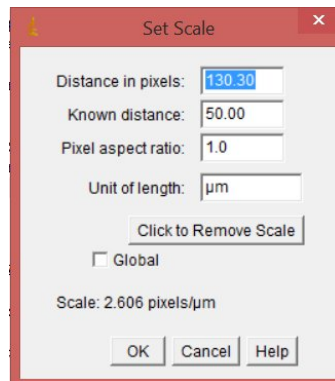 Set Scale
×
Distance in pixels: 130.30
Known distance: 50.00
Pixel aspect ratio: 1.0
Unit of length: µm
Click to Remove Scale
Global
Scale: 2.606 pixels/µm
OK Cancel Help